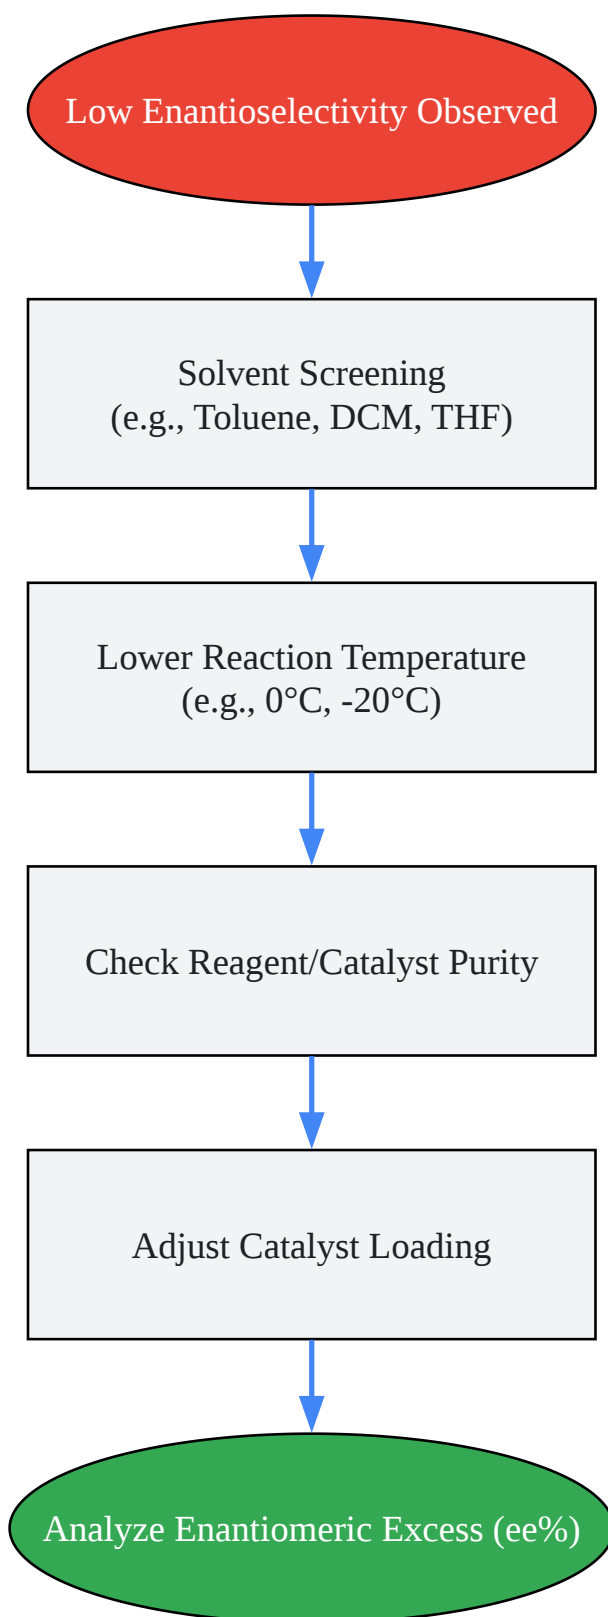 Low Enantioselectivity Observed
Solvent Screening
(e.g., Toluene, DCM, THF)
Lower Reaction Temperature
(e.g., 0°C, -20°C)
Check Reagent/Catalyst Purity
Adjust Catalyst Loading
Analyze Enantiomeric Excess (ee%)